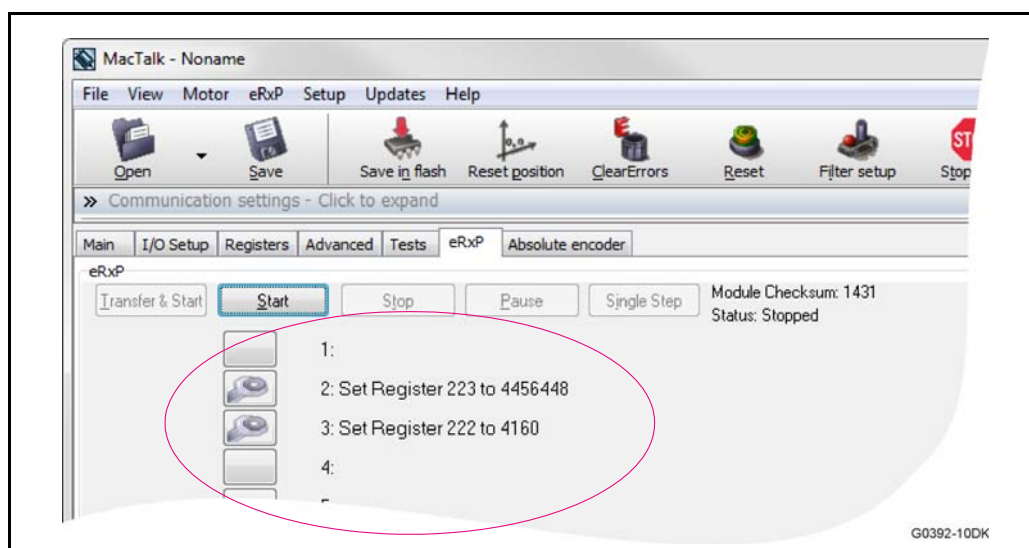 MacTalk - Noname
File View Motor eRxP Setup Updates Help
Open Save Save in flash Reset position ClearErrors Reset Filter setup Stop
ST
» Communication settings - Click to expand
Main I/O Setup Registers Advanced Tests eRxP Absolute encoder
eRxP
Transfer & Start Start Stop Pause Single Step Module Checksum: 1431
Status: Stopped
1:
2: Set Register 223 to 4456448
3: Set Register 222 to 4160
4:
G0392-10DK